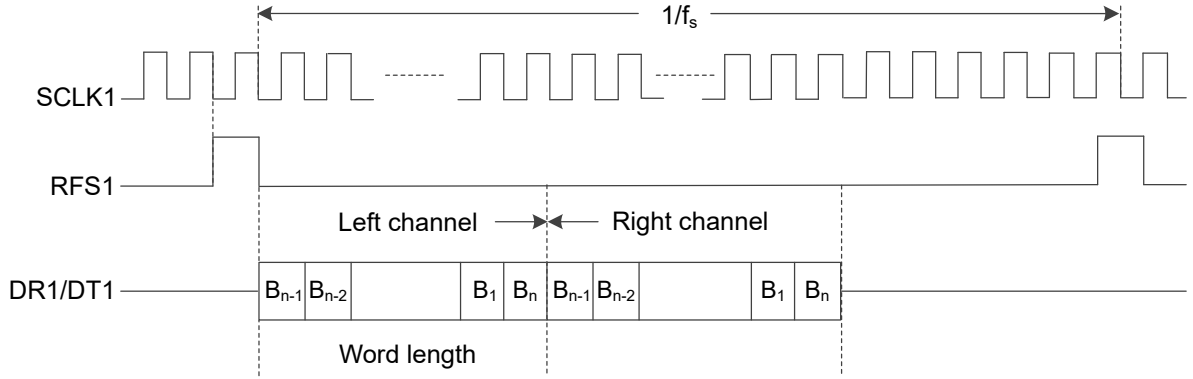 1/fs
SCLK1
RFS1
Left channel Right channel
DR1/DT1 Bn-1 Bn-2 B1 Bn Bn-1 Bn-2 B1 Bn
Word length